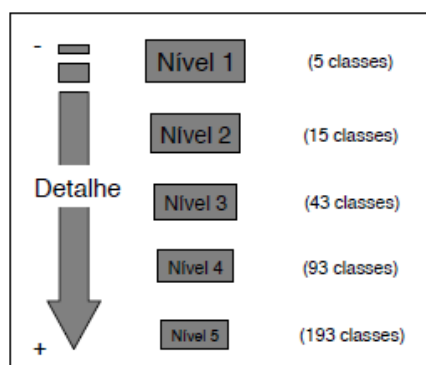 -
Nível 1 (5 classes)
Nível 2 (15 classes)
Detalhe
Nível 3 (43 classes)
Nível 4 (93 classes)
Nível 5 (193 classes)
+